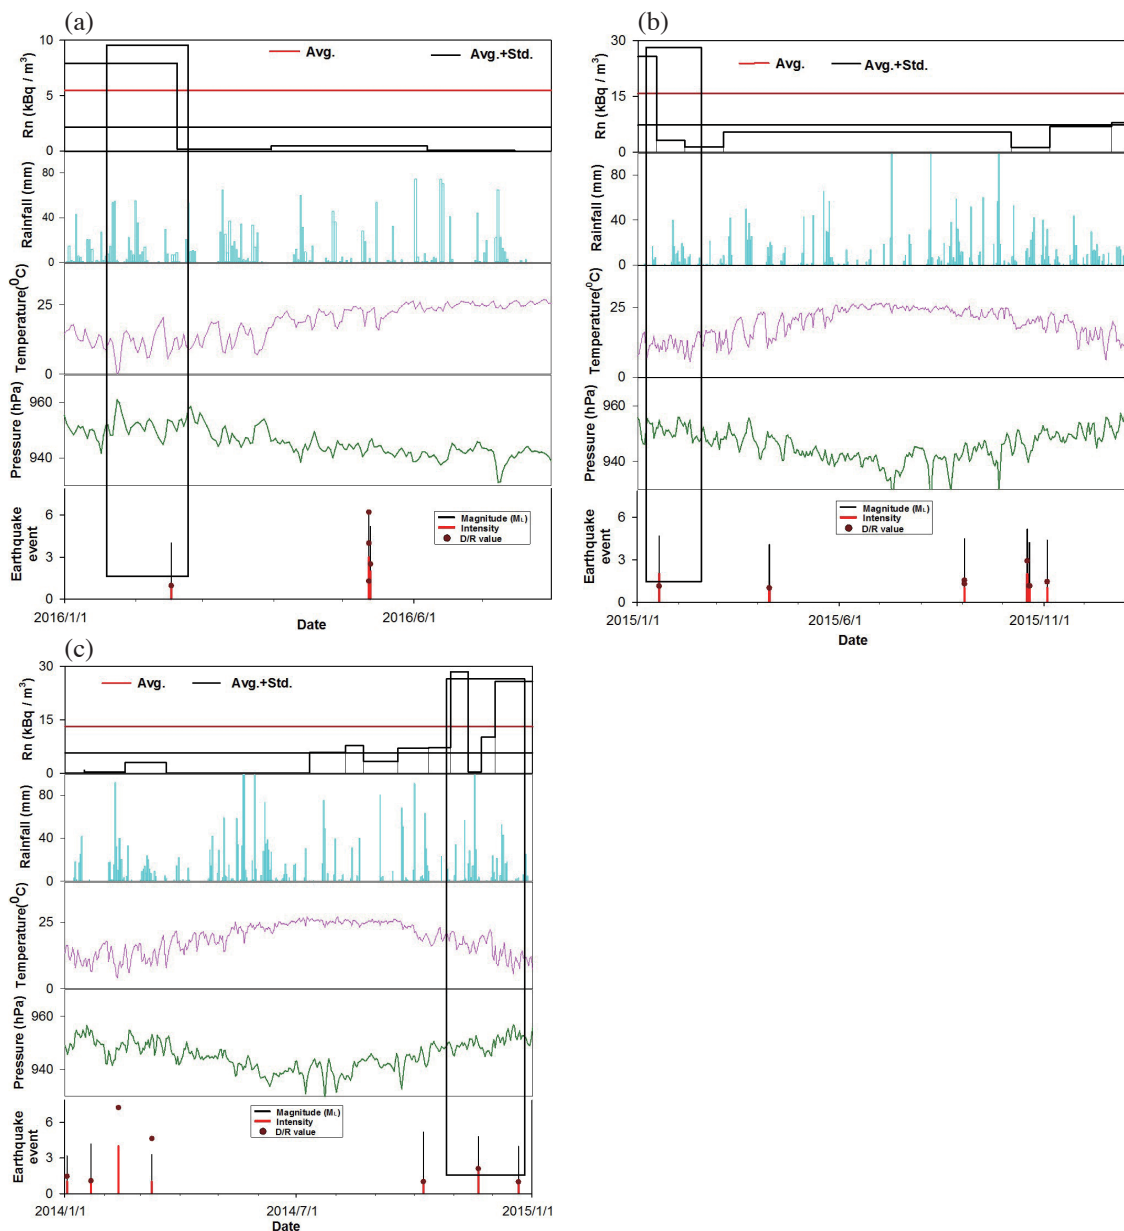 (a)
10
5
0
Rn (kBq / m³)
Avg.
Avg.+Std.
80
40
0
Rainfall (mm)
25
0
Temperature(⁰C)
960
940
Pressure (hPa)
6
3
0
Earthquake
event
Magnitude (M_L)
Intensity
D/R value
2016/1/1
2016/6/1
Date
(b)
30
15
0
Rn (kBq / m³)
Avg.
Avg.+Std.
80
40
0
Rainfall (mm)
25
0
Temperature(⁰C)
960
940
Pressure (hPa)
6
3
0
Earthquake
event
Magnitude (M_L)
Intensity
D/R value
2015/1/1
2015/6/1
2015/11/1
Date
(c)
30
15
0
Rn (kBq / m³)
Avg.
Avg.+Std.
80
40
0
Rainfall (mm)
25
0
Temperature(⁰C)
960
940
Pressure (hPa)
6
3
0
Earthquake
event
Magnitude (M_L)
Intensity
D/R value
2014/1/1
2014/7/1
2015/1/1
Date